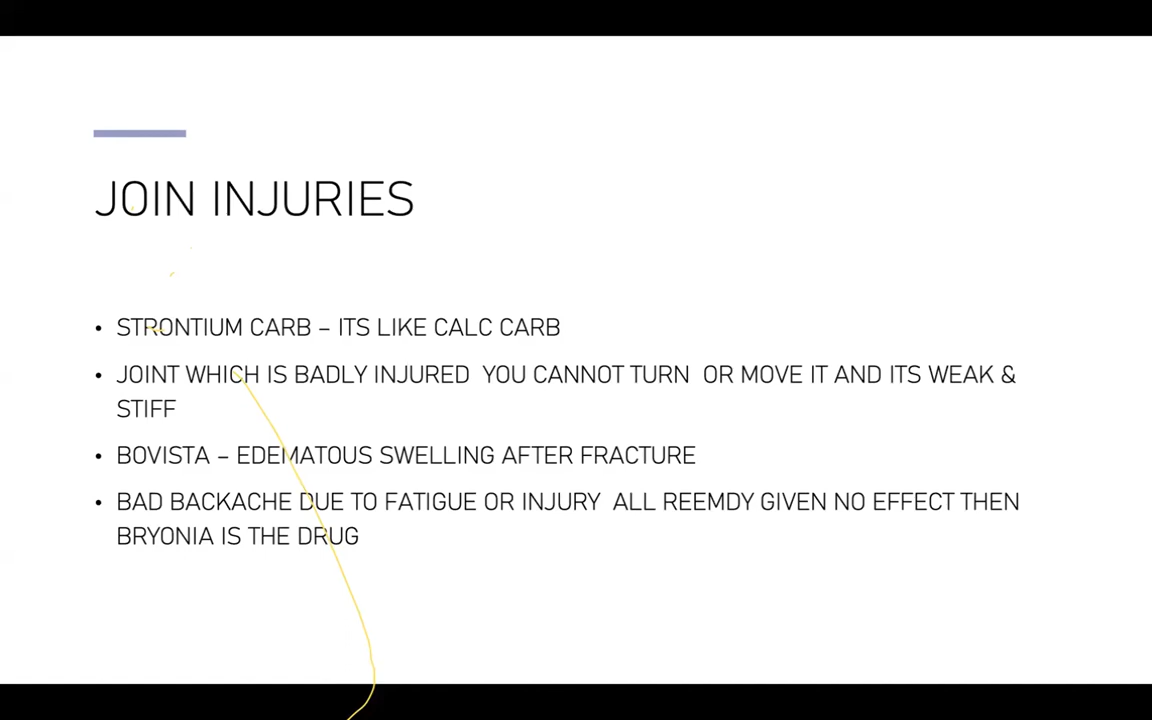 JOIN INJURIES
• STRONTIUM CARB – ITS LIKE CALC CARB
• JOINT WHICH IS BADLY INJURED YOU CANNOT TURN OR MOVE IT AND ITS WEAK &
STIFF
• BOVISTA – EDEMATOUS SWELLING AFTER FRACTURE
• BAD BACKACHE DUE TO FATIGUE OR INJURY ALL REEMDY GIVEN NO EFFECT THEN
BRYONIA IS THE DRUG